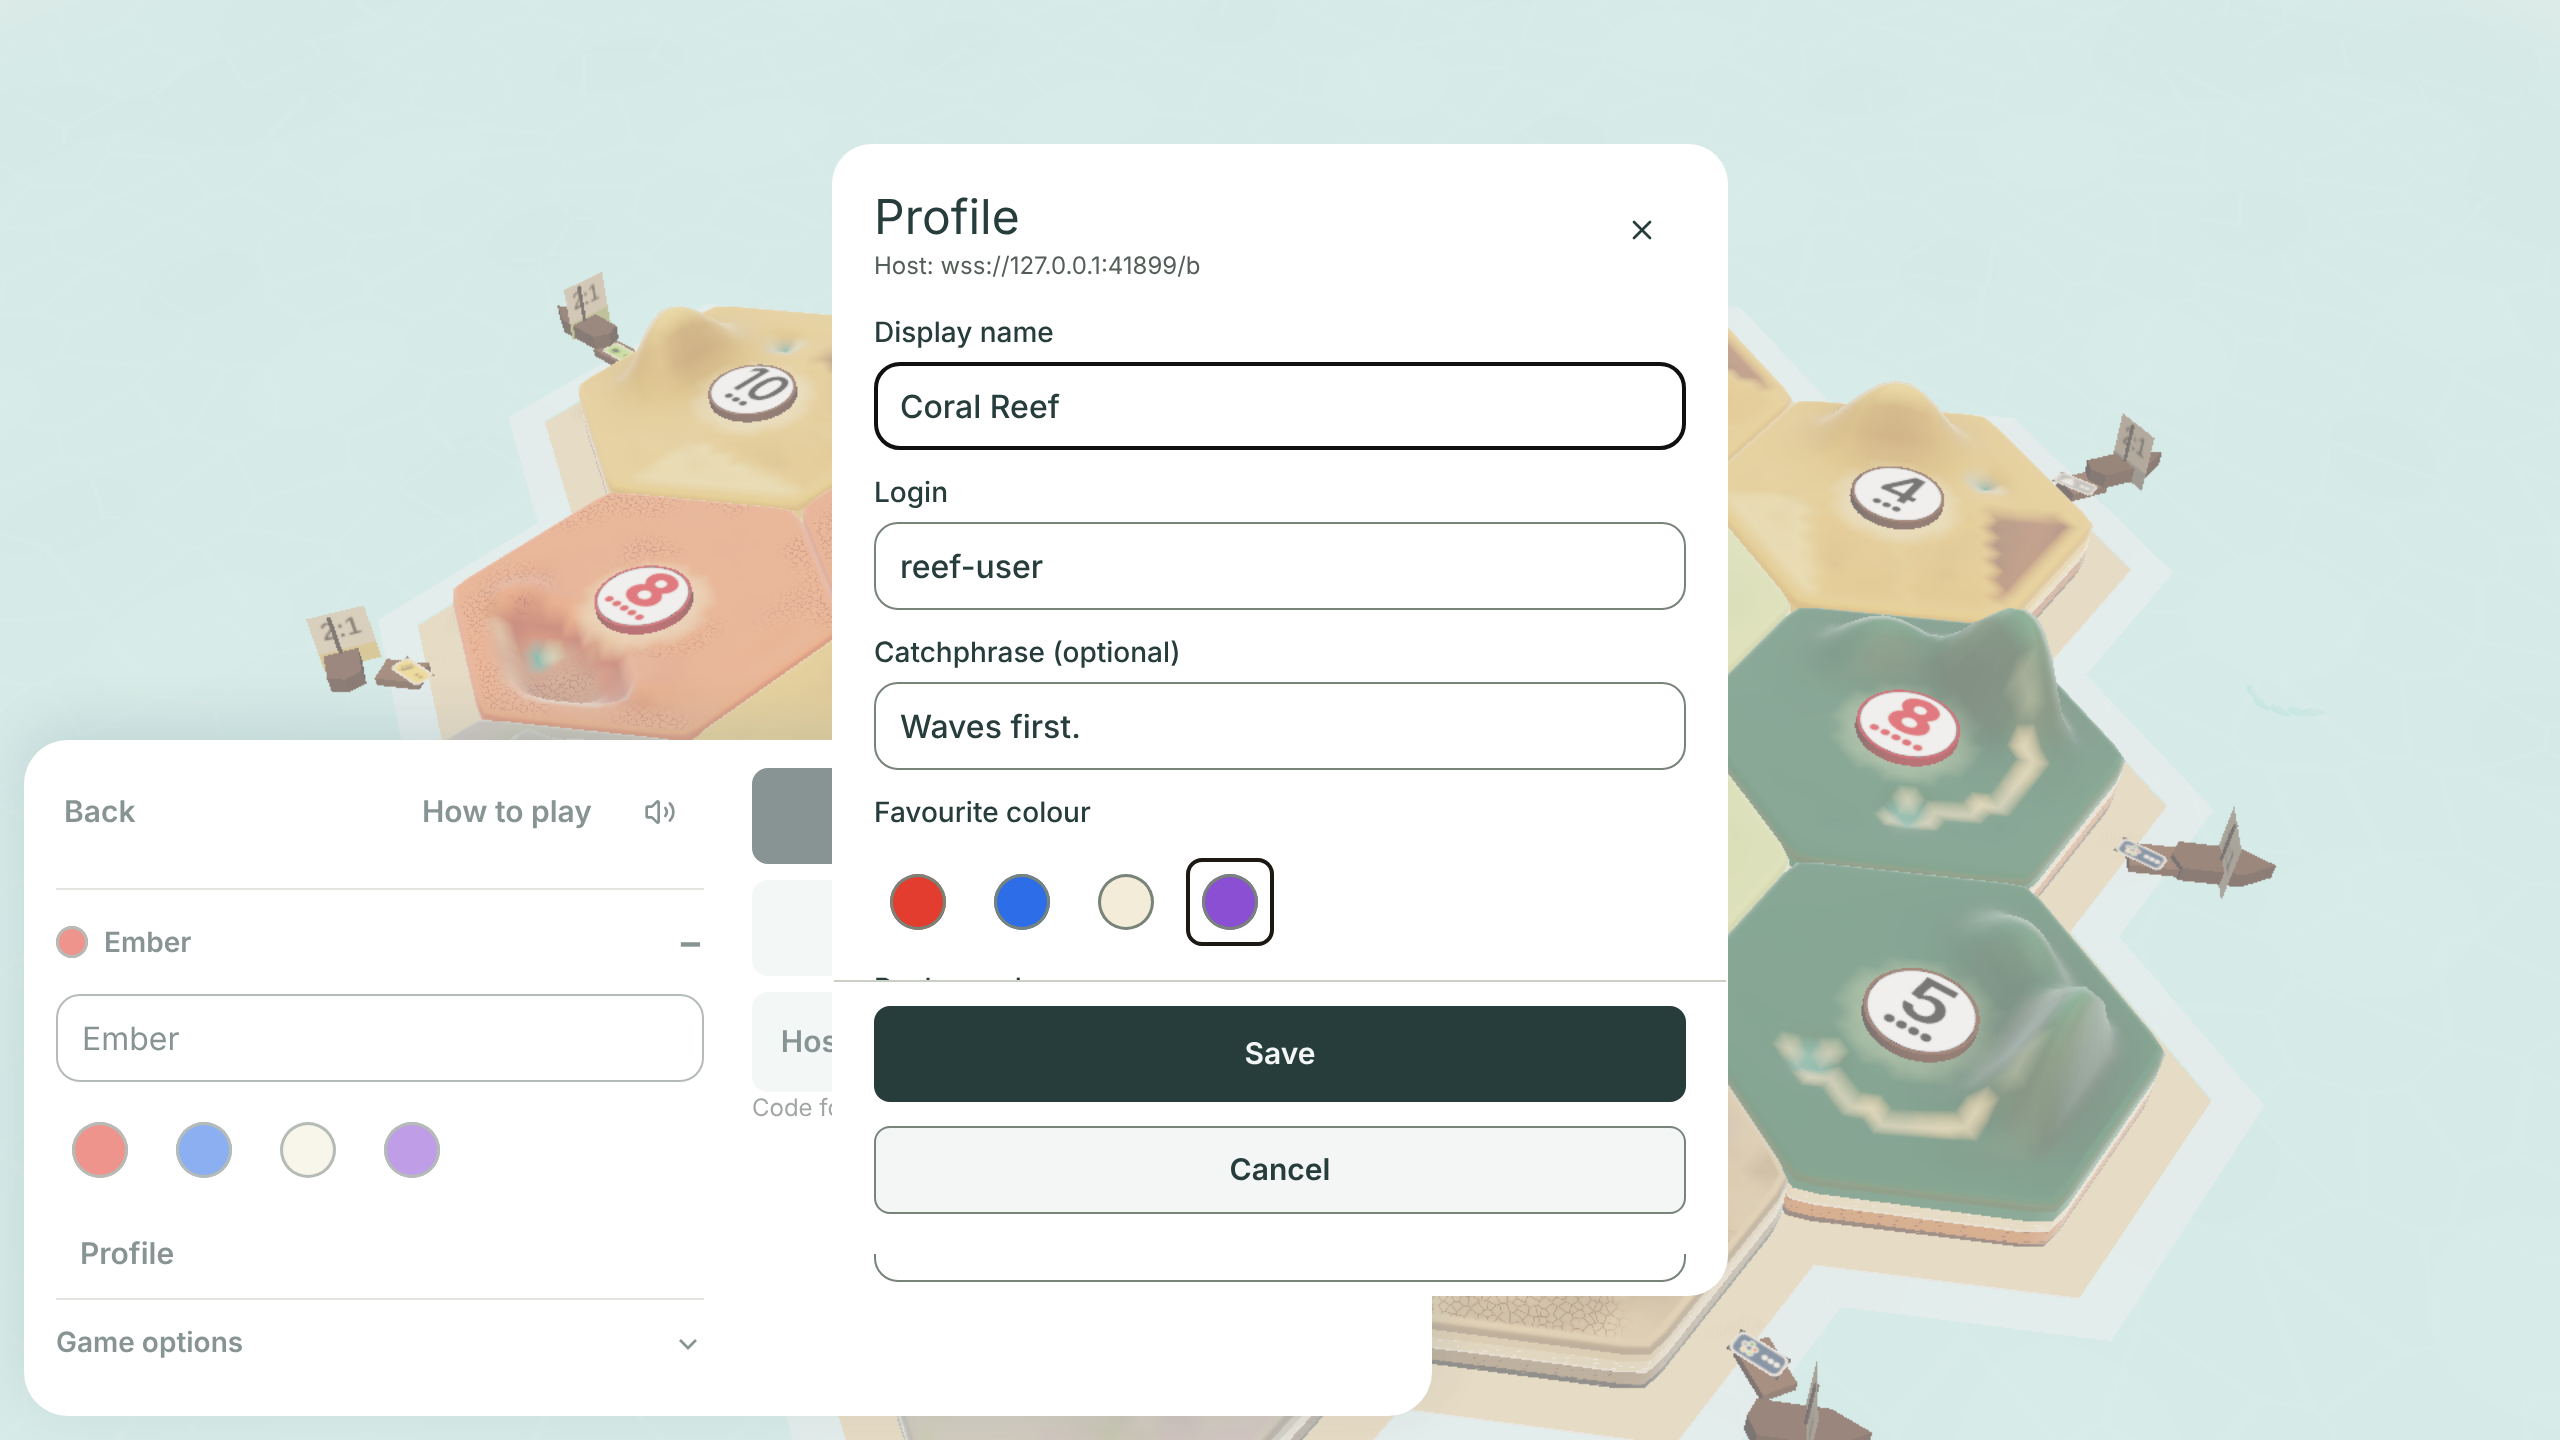 Profile
Host: wss://127.0.0.1:41899/b
Display name
Coral Reef
Login
reef-user
Catchphrase (optional)
Waves first.
Favourite colour
Save
Cancel
Back
How to play
Ember
Ember
Profile
Game options
Hos
Code fo
2:1
10
8
2:1
4
8
5